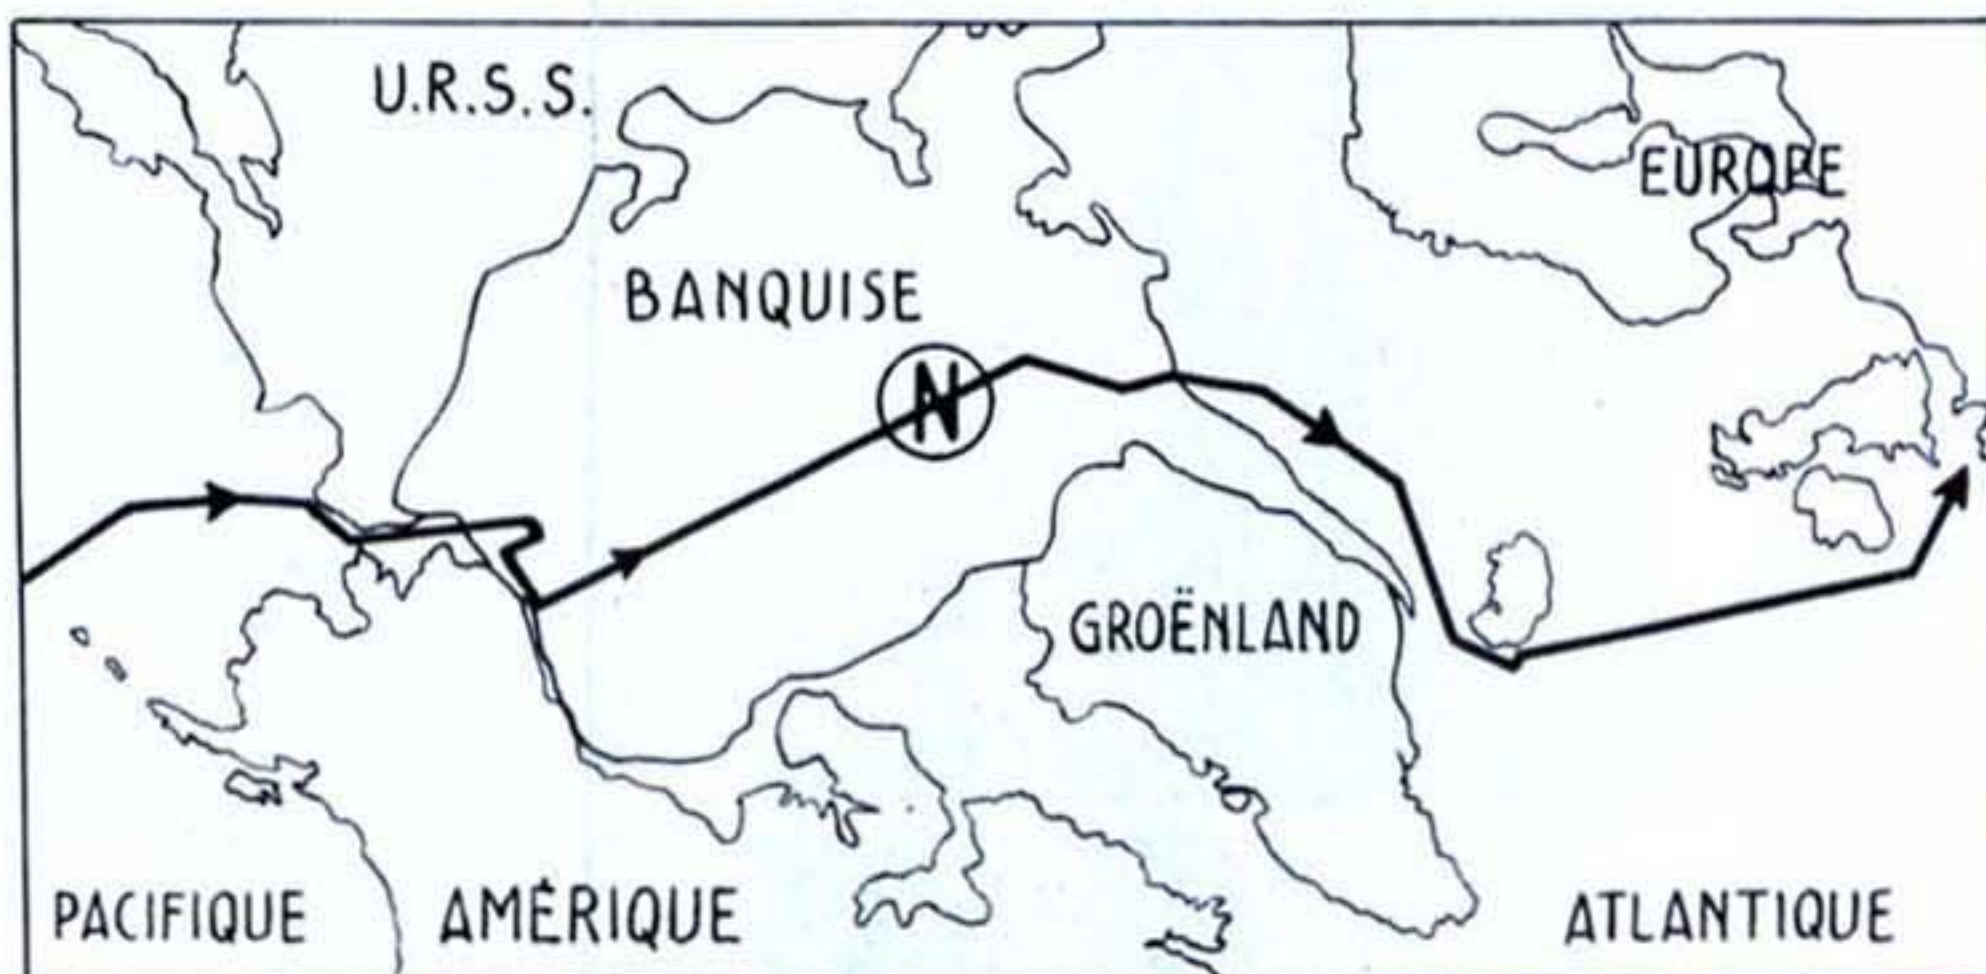 U.R.S.S.
EUROPE
BANQUISE
N
GROËNLAND
PACIFIQUE
AMÉRIQUE
ATLANTIQUE